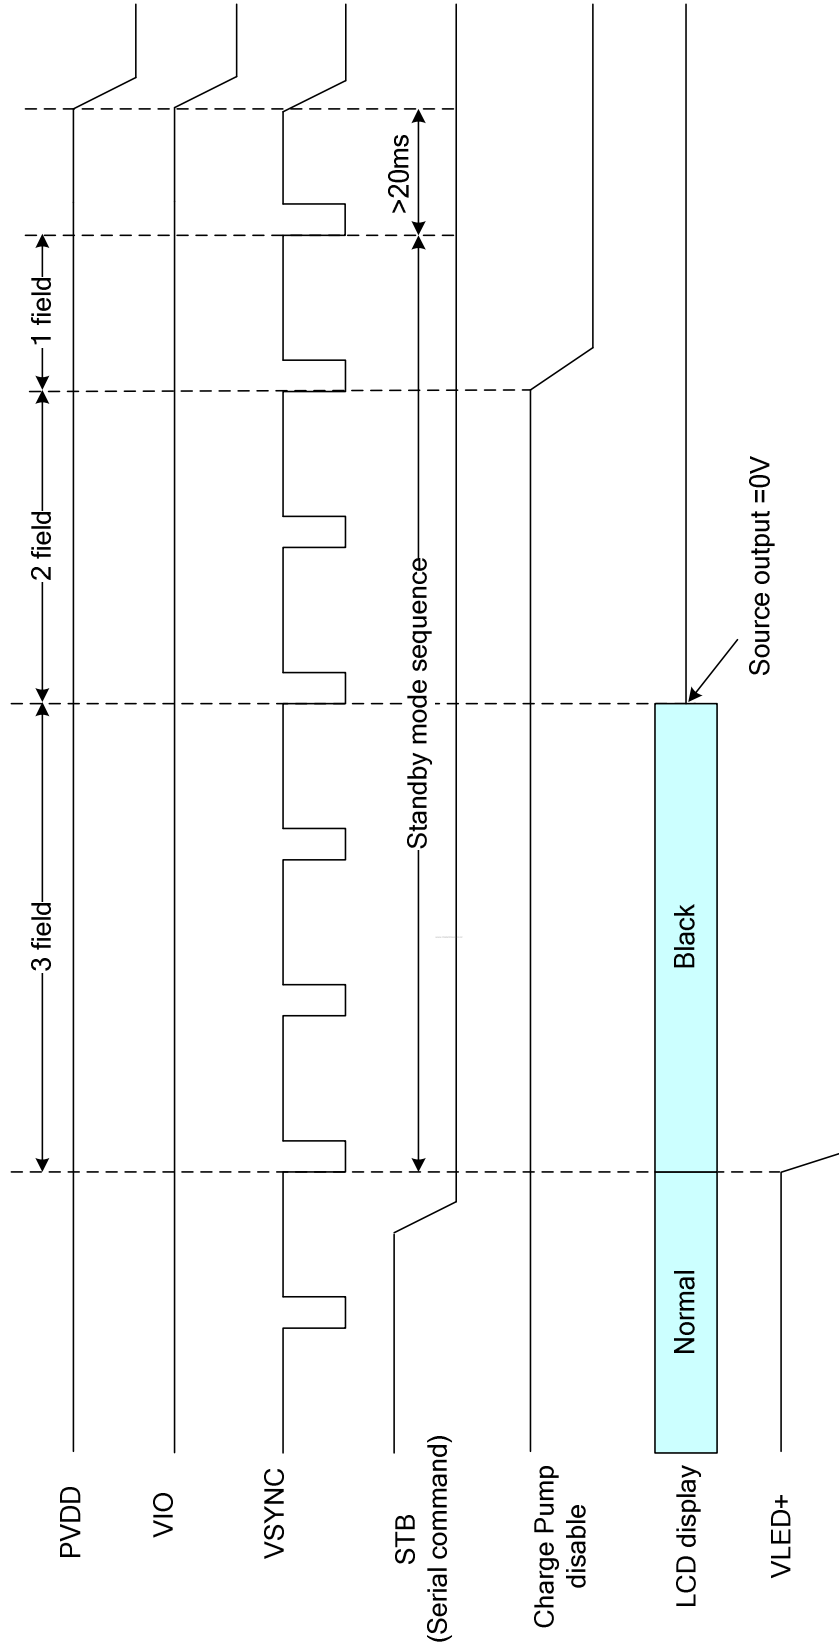 3 field
2 field
1 field
PVDD
VIO
VSYNC
STB
(Serial command)
Standby mode sequence
>20ms
Charge Pump
disable
LCD display
Normal
Black
Source output =0V
VLED+